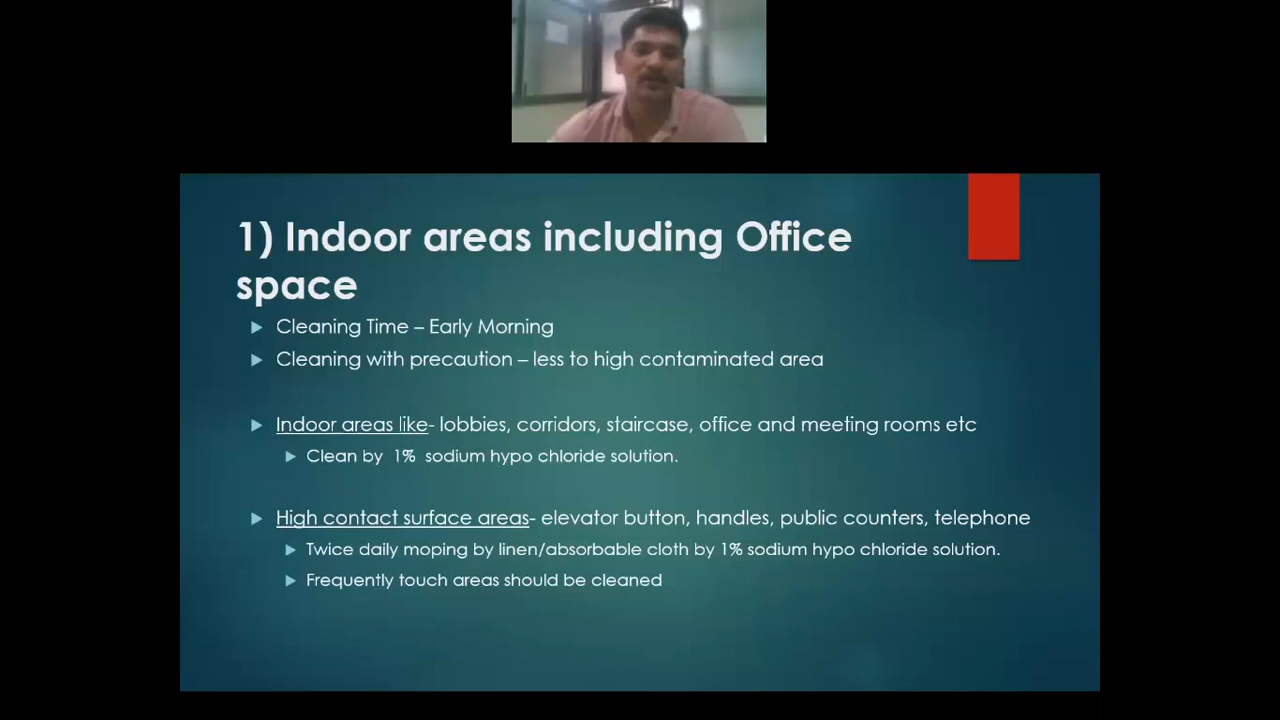 1) Indoor areas including Office
space
Cleaning Time – Early Morning
Cleaning with precaution – less to high contaminated area
Indoor areas like- lobbies, corridors, staircase, office and meeting rooms etc
Clean by 1% sodium hypo chloride solution.
High contact surface areas- elevator button, handles, public counters, telephone
Twice daily moping by linen/absorbable cloth by 1% sodium hypo chloride solution.
Frequently touch areas should be cleaned